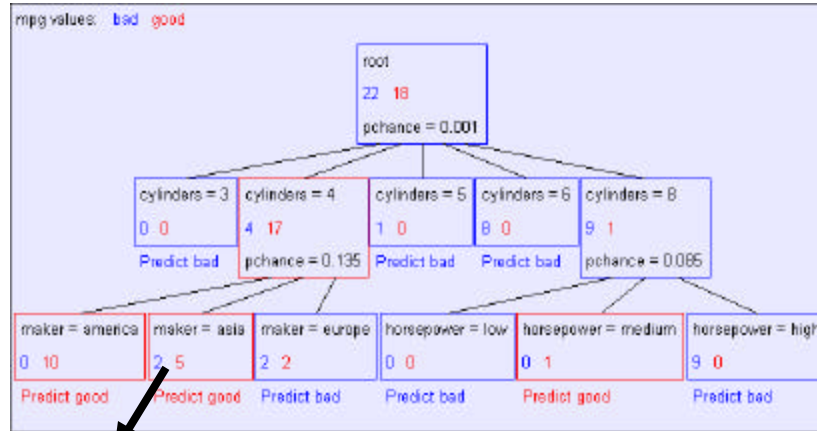 mpg values: bad good
root
22 18
pchance = 0.001
cylinders = 3 cylinders = 4 cylinders = 5 cylinders = 6 cylinders = 8
0 0 4 17 1 0 8 0 9 1
Predict bad pchance = 0.135 Predict bad Predict bad pchance = 0.085
maker = america maker = asia maker = europe horsepower = low horsepower = medium horsepower = high
0 10 2 5 2 2 0 0 0 1 9 0
Predict good Predict good Predict bad Predict bad Predict good Predict bad